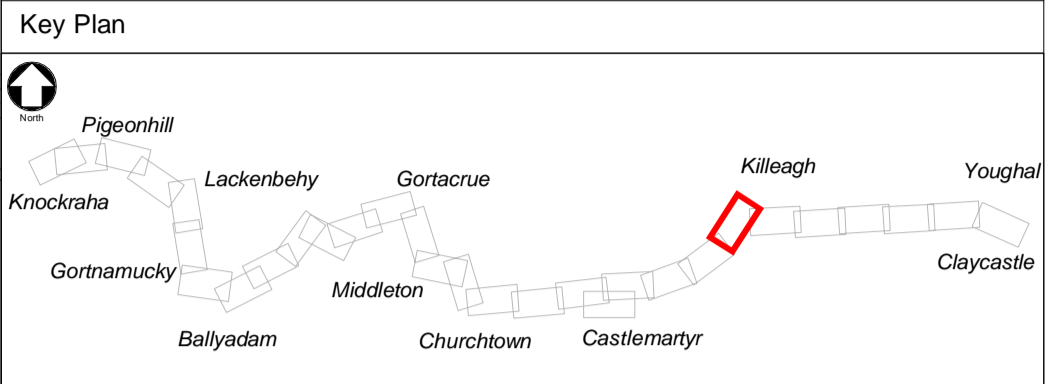 Key Plan
North
Pigeonhill
Killeagh
Youghal
Lackenbehy
Gortacrue
Knockraha
Gortnamucky
Middleton
Claycastle
Ballyadam
Churchtown
Castlemartyr